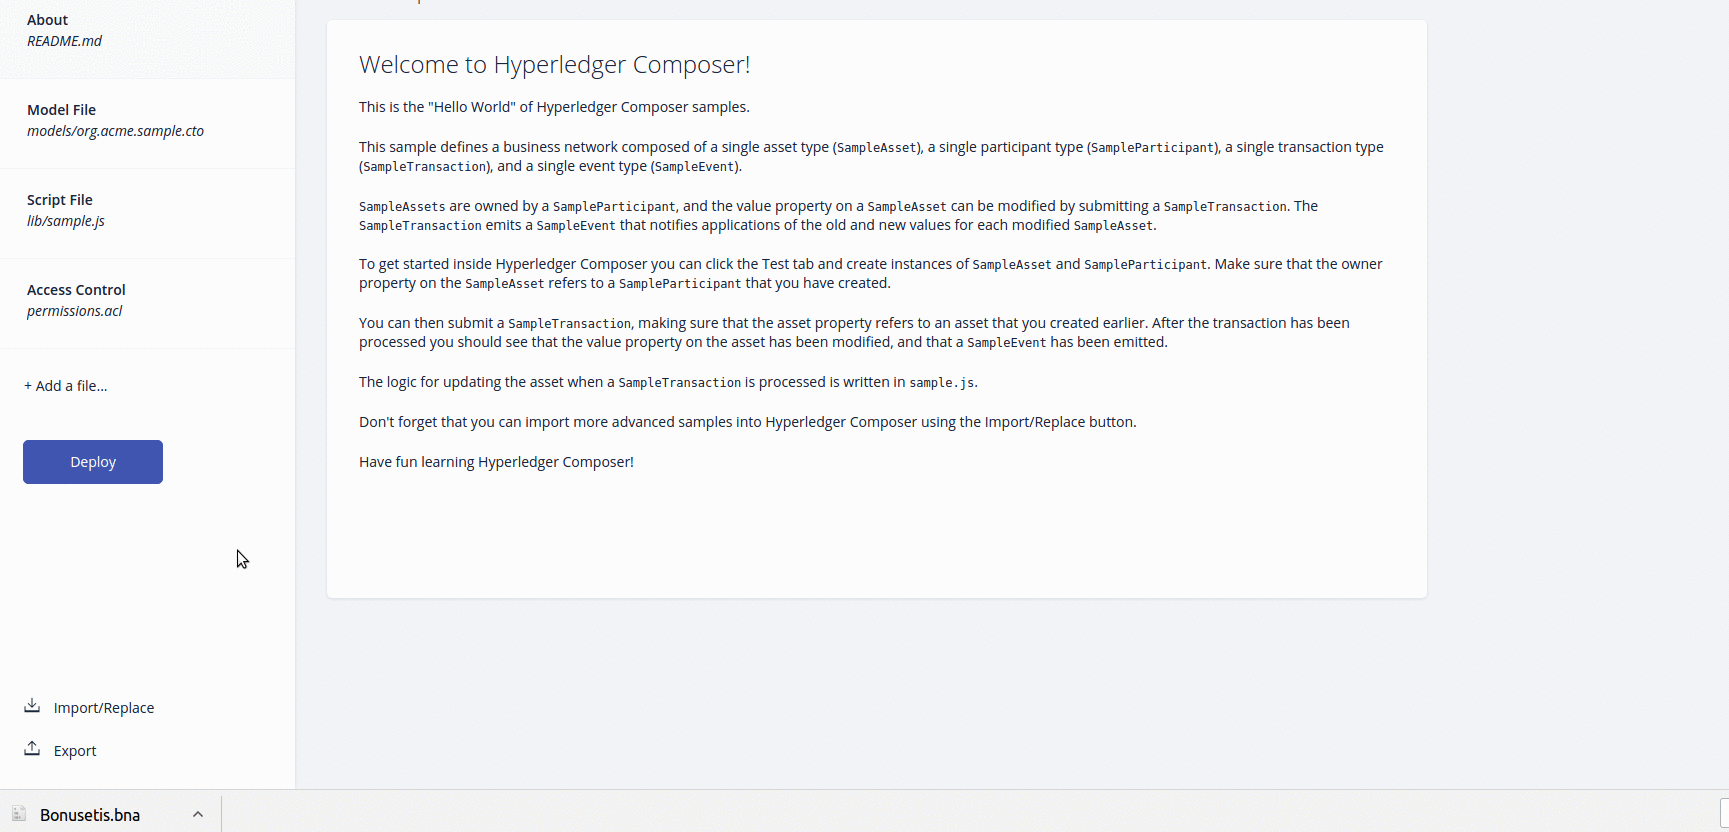 About
README.md
Model File
models/org.acme.sample.cto
Script File
lib/sample.js
Access Control
permissions.acl
+ Add a file...
Deploy
Import/Replace
Export
Welcome to Hyperledger Composer!
This is the "Hello World" of Hyperledger Composer samples.
This sample defines a business network composed of a single asset type (SampleAsset), a single participant type (SampleParticipant), a single transaction type
(SampleTransaction), and a single event type (SampleEvent).
SampleAssets are owned by a SampleParticipant, and the value property on a SampleAsset can be modified by submitting a SampleTransaction. The
SampleTransaction emits a SampleEvent that notifies applications of the old and new values for each modified SampleAsset.
To get started inside Hyperledger Composer you can click the Test tab and create instances of SampleAsset and SampleParticipant. Make sure that the owner
property on the SampleAsset refers to a SampleParticipant that you have created.
You can then submit a SampleTransaction, making sure that the asset property refers to an asset that you created earlier. After the transaction has been
processed you should see that the value property on the asset has been modified, and that a SampleEvent has been emitted.
The logic for updating the asset when a SampleTransaction is processed is written in sample.js.
Don't forget that you can import more advanced samples into Hyperledger Composer using the Import/Replace button.
Have fun learning Hyperledger Composer!
Bonusetis.bna